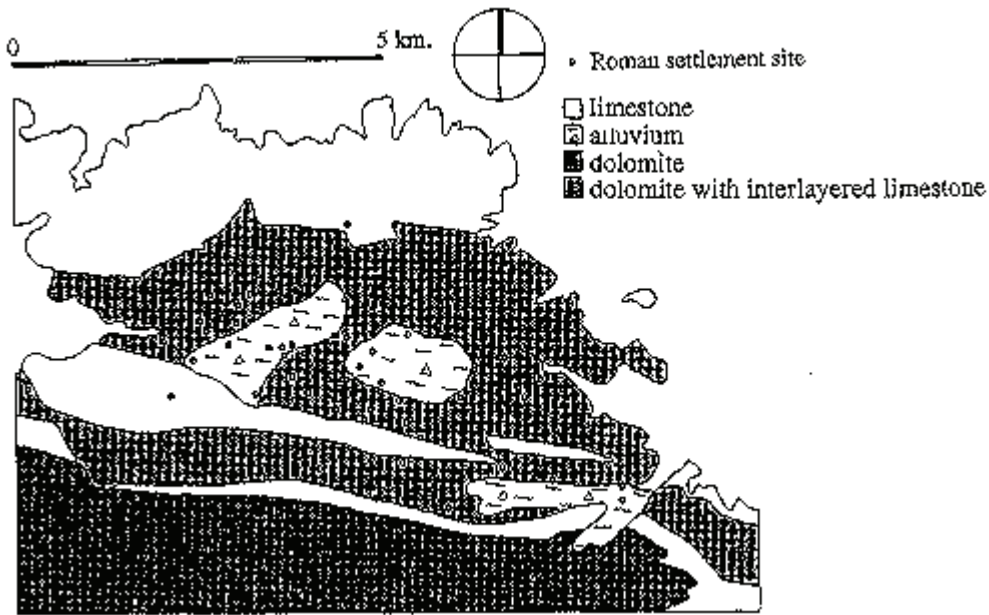 0 5 km.
Roman settlement site
limestone
alluvium
dolomite
dolomite with interlayered limestone